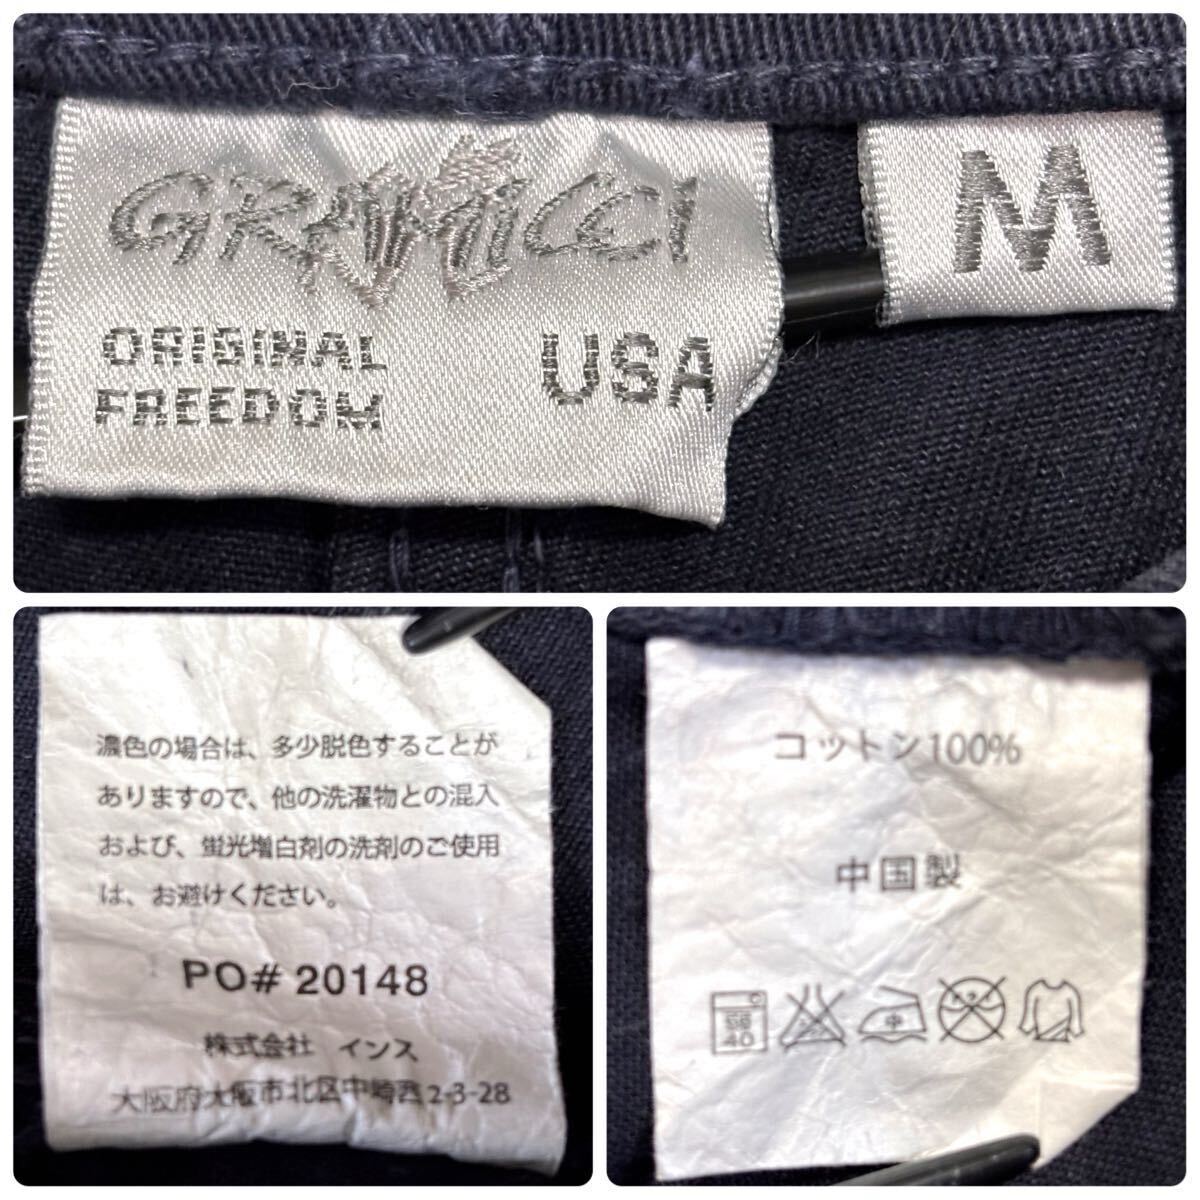 GRAMICCI
ORIGINAL
FREEDOM
USA
M
濃色の場合は、多少脱色することが
ありますので、他の洗濯物との混入
および、蛍光増白剤の洗剤のご使用
は、お避けください。
PO# 20148
株式会社 インス
大阪府大阪市北区中崎西2-3-28
コットン100%
中国製
C
40
中